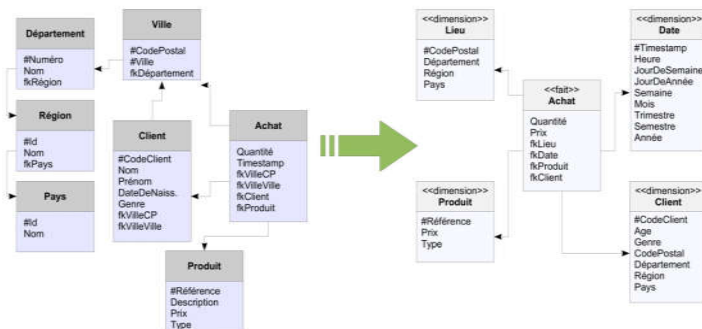 Département
#Numéro
Nom
fkRégion
Région
#Id
Nom
fkPays
Pays
#Id
Nom
Ville
#CodePostal
#Ville
fkDépartement
Client
#CodeClient
Nom
Prénom
DateDeNaiss.
Genre
fkVilleCP
fkVilleVille
Achat
Quantité
Timestamp
fkVilleCP
fkVilleVille
fkClient
fkProduit
Produit
#Référence
Description
Prix
Type
<<dimension>>
Lieu
#CodePostal
Département
Région
Pays
<<fait>>
Achat
Quantité
Prix
fkLieu
fkDate
fkProduit
fkClient
<<dimension>>
Produit
#Référence
Prix
Type
<<dimension>>
Date
#Timestamp
Heure
JourDeSemaine
JourDeAnnée
Semaine
Mois
Trimestre
Semestre
Année
<<dimension>>
Client
#CodeClient
Age
Genre
CodePostal
Département
Région
Pays